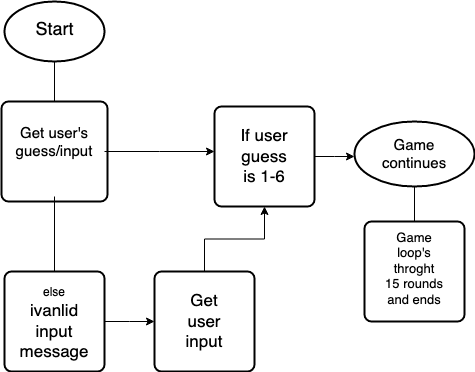 Start
Get user's
guess/input
If user
guess
is 1-6
Game
continues
Game
loop's
throght
15 rounds
and ends
else
ivanlid
input
message
Get
user
input